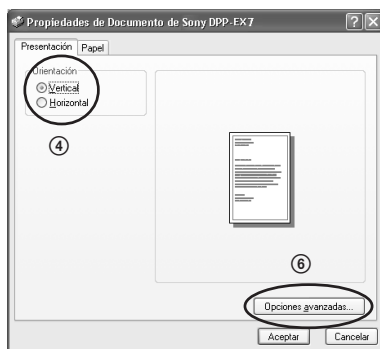 Propiedades de Documento de Sony DPP-EX7
Presentación Papel
Orientación
Vertical
Horizontal
④
⑥
Opciones avanzadas...
Aceptar Cancelar